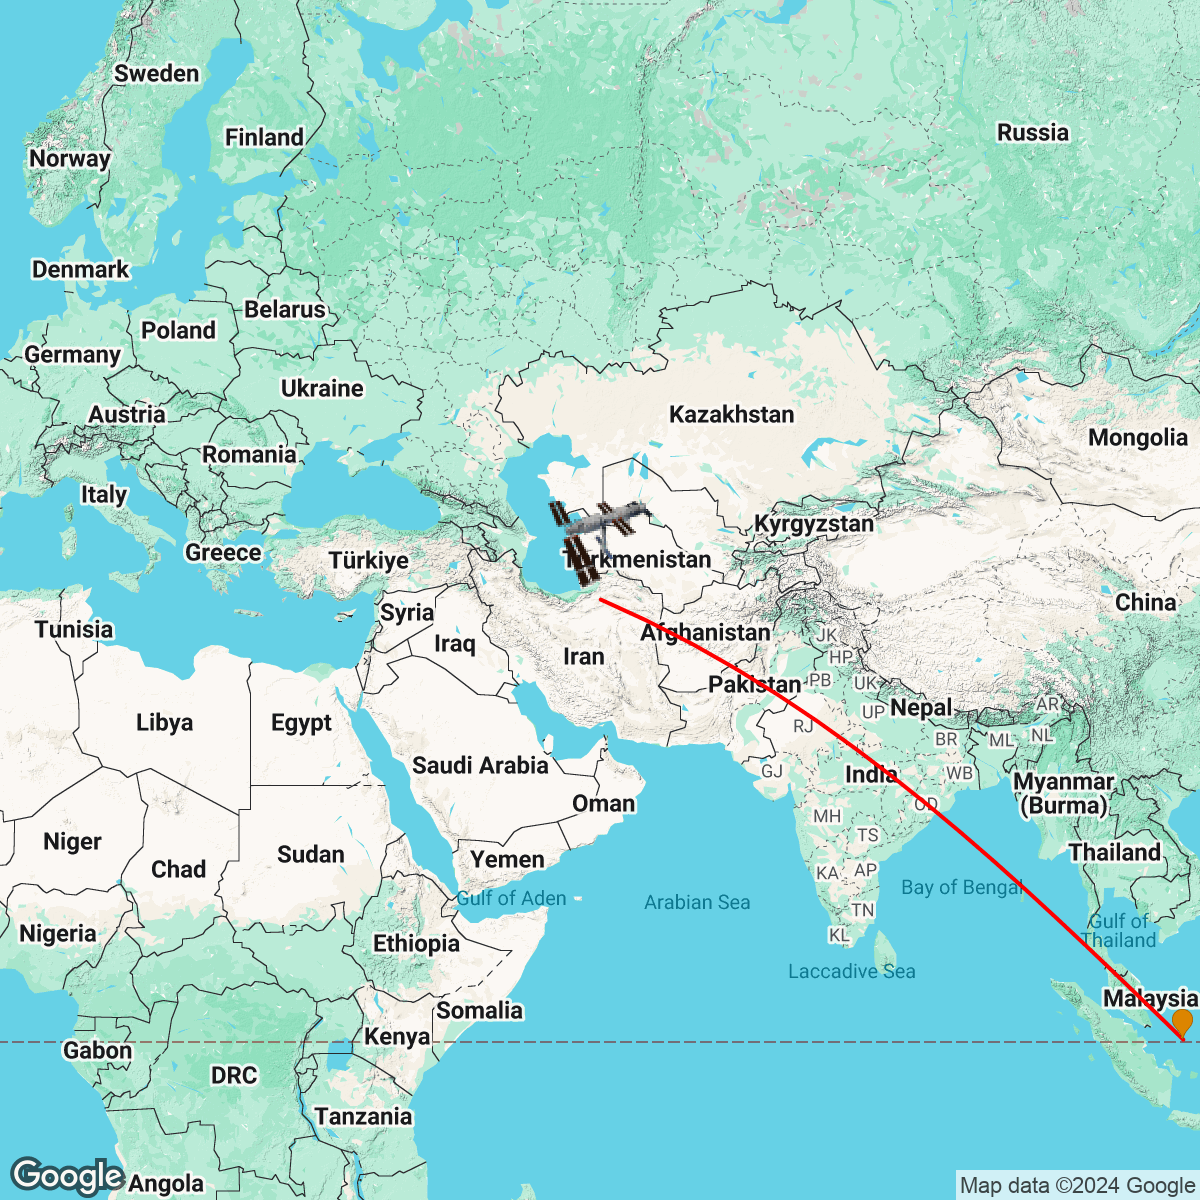 Sweden
Finland
Russia
Norway
Denmark
Belarus
Poland
Germany
Ukraine
Austria
Kazakhstan
Mongolia
Romania
Italy
Kyrgyzstan
Greece
Türkiye
Turkmenistan
China
Syria
Tunisia
Afghanistan
JK
Iraq
Iran
HP
Pakistan
PB
UK
Nepal
AR
UP
Libya
Egypt
RJ
NL
BR
ML
Saudi Arabia
GJ
India
WB
Myanmar
(Burma)
Oman
OD
MH
TS
Niger
Sudan
Thailand
Chad
Yemen
KA
AP
Gulf of Aden
Arabian Sea
Bay of Bengal
TN
Gulf of
Thailand
Nigeria
Ethiopia
KL
Laccadive Sea
Malaysia
Somalia
Kenya
Gabon
DRC
Tanzania
Google
Angola
Map data ©2024 Google